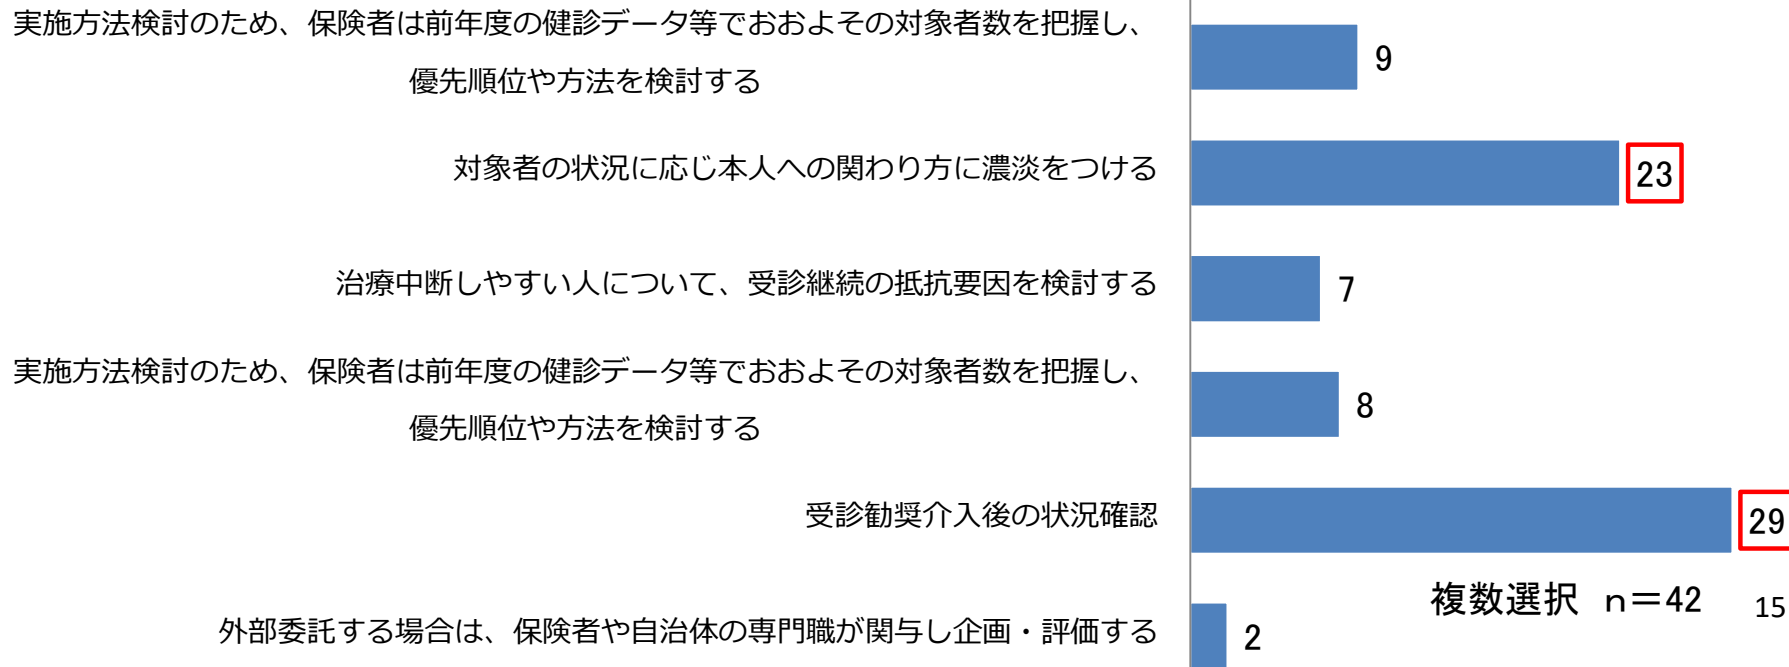 実施方法検討のため、保険者は前年度の健診データ等でおおよその対象者数を把握し、
優先順位や方法を検討する
9
対象者の状況に応じ本人への関わり方に濃淡をつける
23
治療中断しやすい人について、受診継続の抵抗要因を検討する
7
実施方法検討のため、保険者は前年度の健診データ等でおおよその対象者数を把握し、
優先順位や方法を検討する
8
受診勧奨介入後の状況確認
29
複数選択 n=42
15
外部委託する場合は、保険者や自治体の専門職が関与し企画・評価する
2